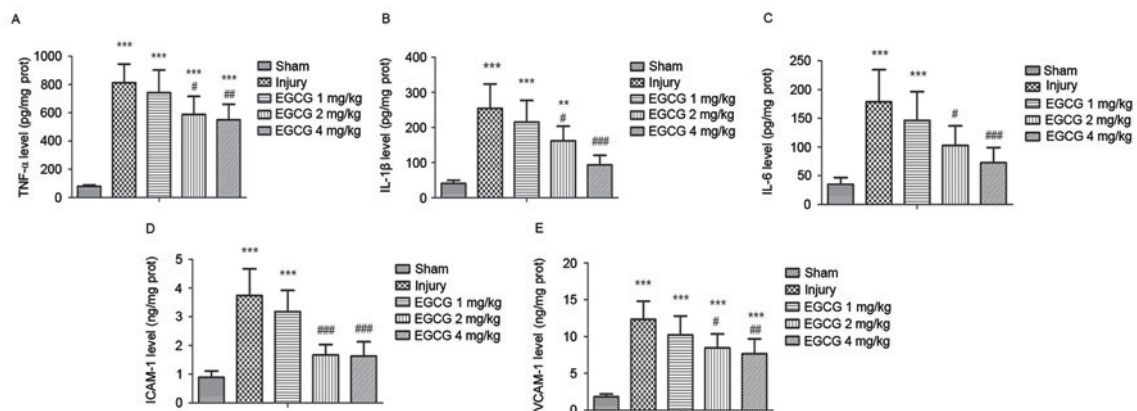 A
TNF-α level (pg/mg prot)
1000
800
600
400
200
0
***
***
***
#
***
##
Sham
Injury
EGCG 1 mg/kg
EGCG 2 mg/kg
EGCG 4 mg/kg
B
IL-1β level (pg/mg prot)
400
300
200
100
0
***
***
**
#
###
Sham
Injury
EGCG 1 mg/kg
EGCG 2 mg/kg
EGCG 4 mg/kg
C
IL-6 level (pg/mg prot)
250
200
150
100
50
0
***
***
#
###
Sham
Injury
EGCG 1 mg/kg
EGCG 2 mg/kg
EGCG 4 mg/kg
D
ICAM-1 level (ng/mg prot)
5
4
3
2
1
0
***
***
###
###
Sham
Injury
EGCG 1 mg/kg
EGCG 2 mg/kg
EGCG 4 mg/kg
E
VCAM-1 level (ng/mg prot)
20
15
10
5
0
***
***
***
#
***
##
Sham
Injury
EGCG 1 mg/kg
EGCG 2 mg/kg
EGCG 4 mg/kg